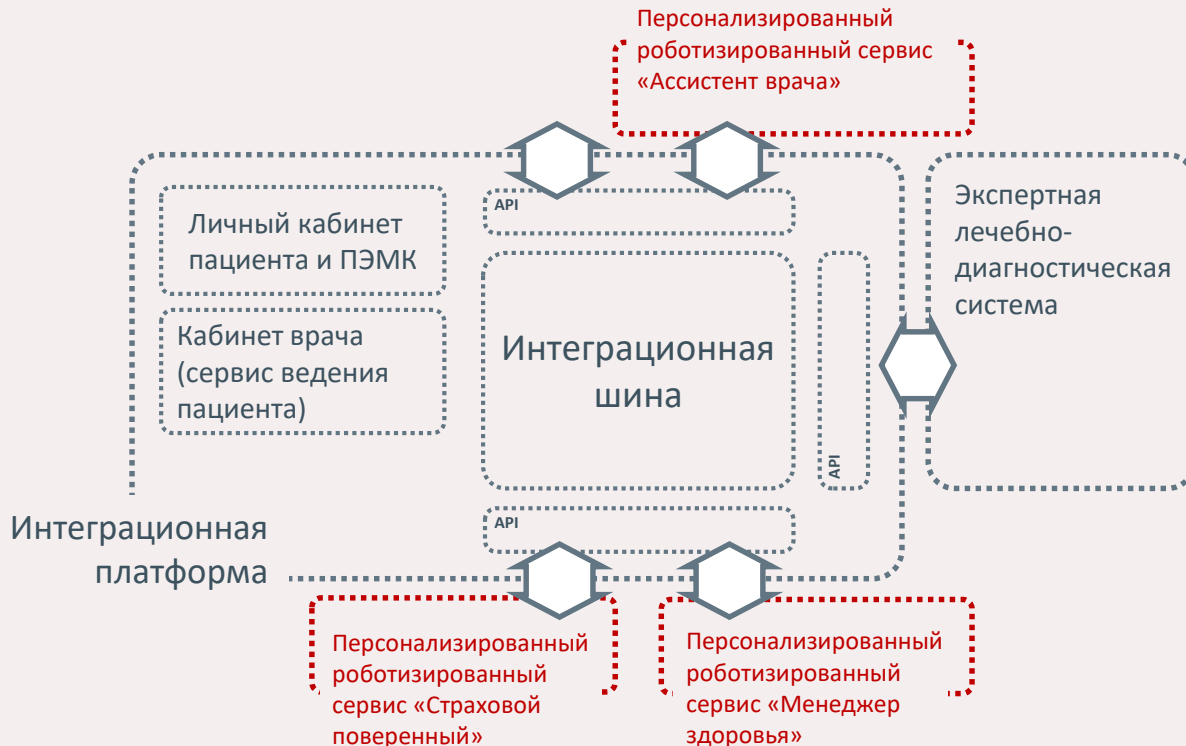 Персонализированный
роботизированный сервис
«Ассистент врача»
API
Личный кабинет
пациента и ПЭМК
Кабинет врача
(сервис ведения
пациента)
Интеграционная
шина
API
Экспертная
лечебно-
диагностическая
система
API
Интеграционная
платформа
Персонализированный
роботизированный
сервис «Страховой
поверенный»
Персонализированный
роботизированный
сервис «Менеджер
здоровья»